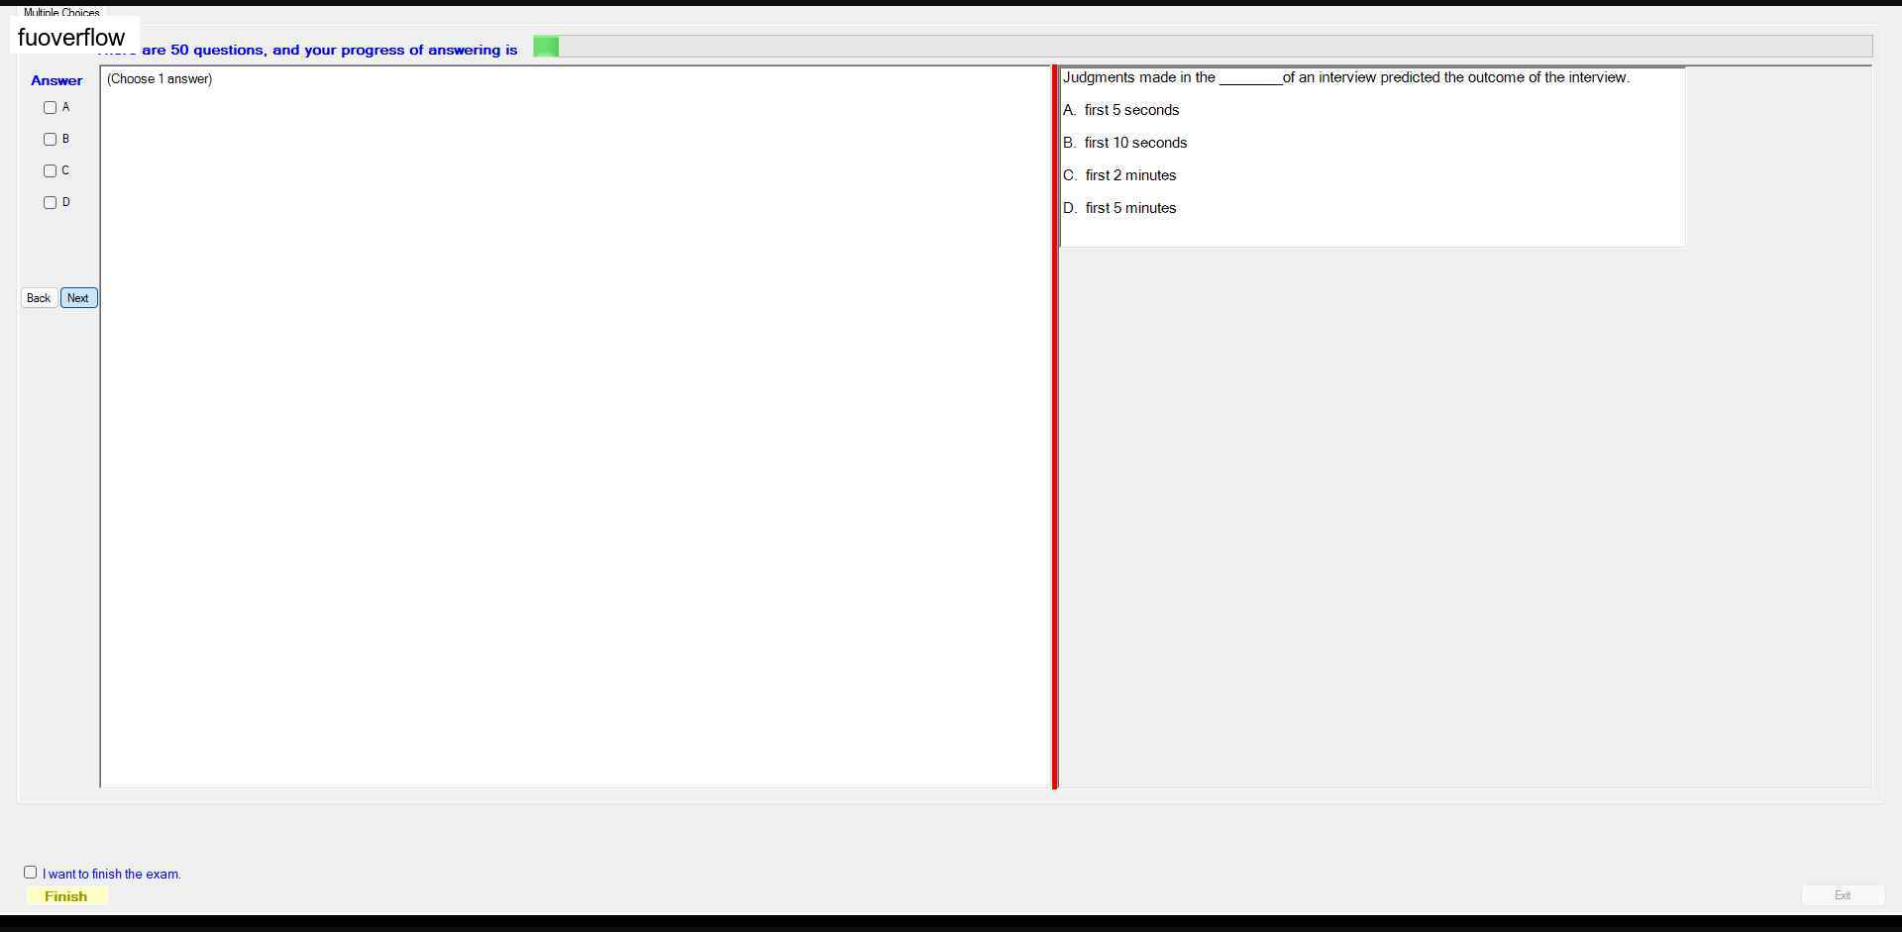 Multiple Choices
fuoverflow
are 50 questions, and your progress of answering is
Answer
(Choose 1 answer)
A
B
C
D
Back
Next
Judgments made in the ________of an interview predicted the outcome of the interview.
A. first 5 seconds
B. first 10 seconds
C. first 2 minutes
D. first 5 minutes
I want to finish the exam.
Finish
Exit